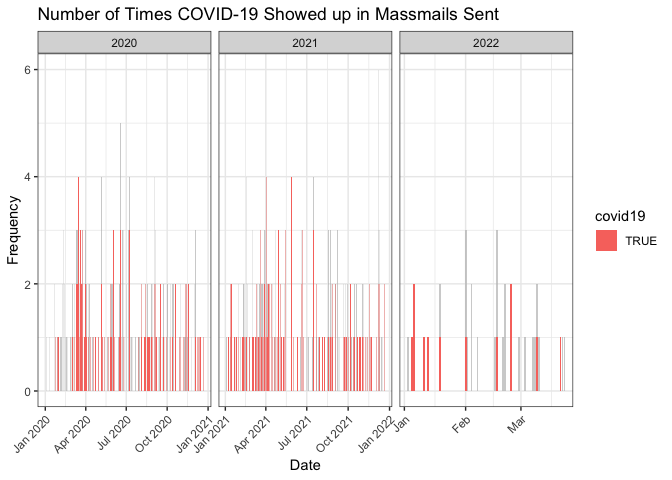 Number of Times COVID-19 Showed up in Massmails Sent
2020
2021
2022
6
4
2
0
Frequency
Jan 2020
Apr 2020
Jul 2020
Oct 2020
Jan 2021
Jan 2021
Apr 2021
Jul 2021
Oct 2021
Jan 2022
Jan
Feb
Mar
Date
covid19
TRUE